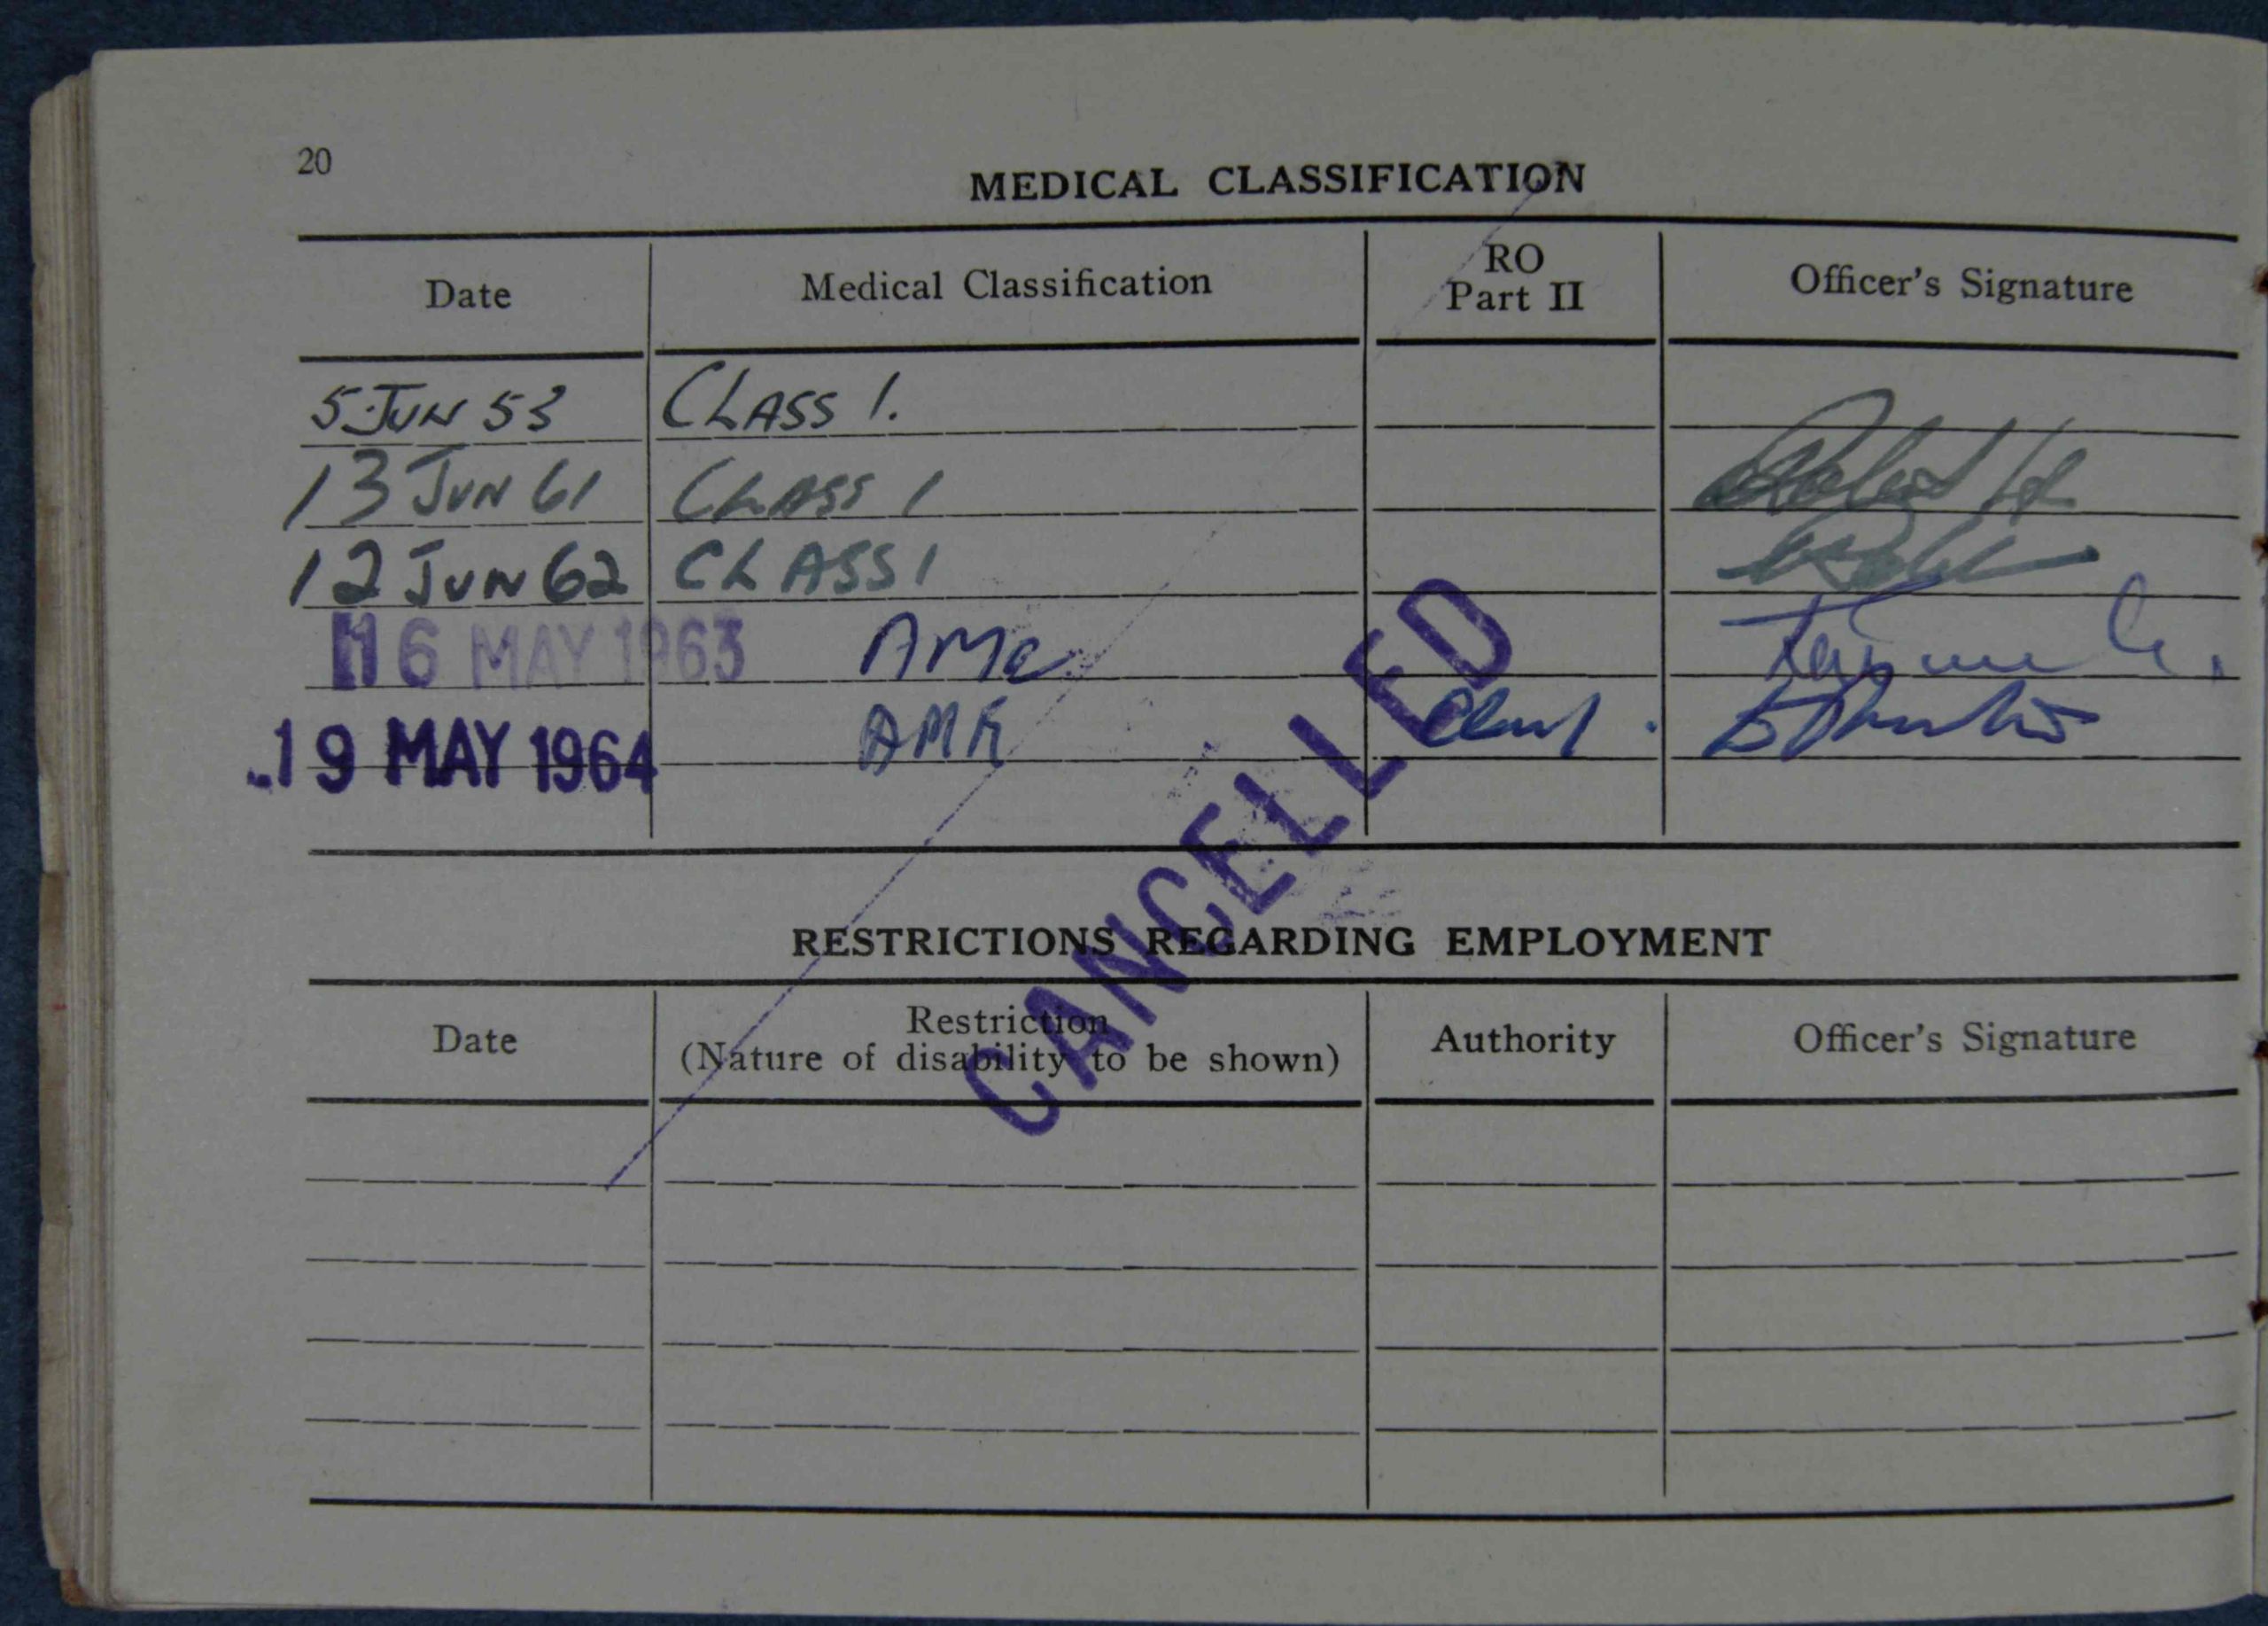 20
MEDICAL CLASSIFICATION
Date Medical Classification RO Part II Officer's Signature
5 JUN 53 CLASS 1.
13 JUN 61 CLASS 1
12 JUN 62 CLASS 1
16 MAY 1963
19 MAY 1964
CANCELLED
RESTRICTIONS REGARDING EMPLOYMENT
Date Restriction (Nature of disability to be shown) Authority Officer's Signature